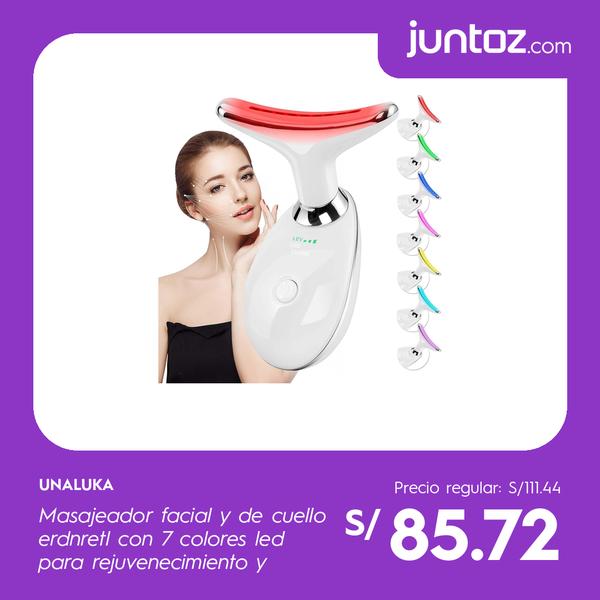 juntoz.com
UNALUKA
Masajeador facial y de cuello
erdnretl con 7 colores led
para rejuvenecimiento y
Precio regular: S/111.44
S/ 85.72